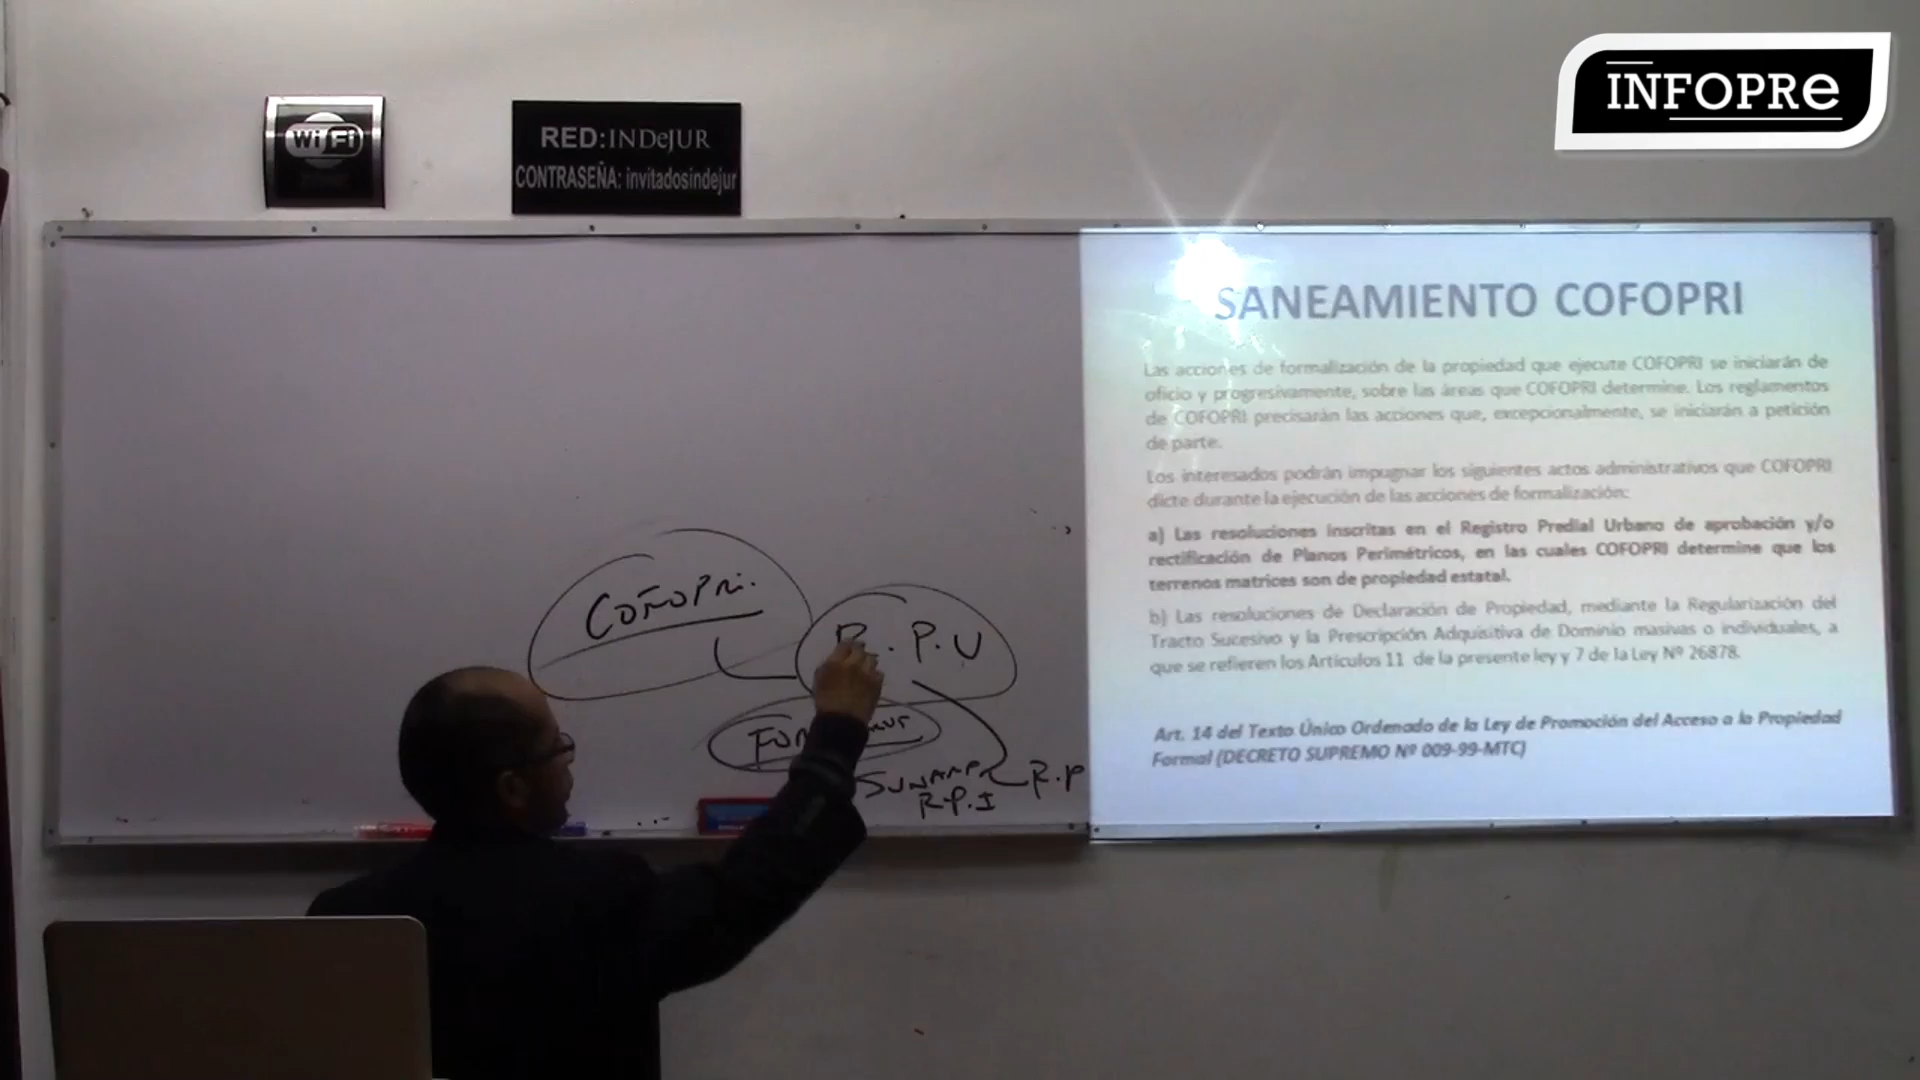 INFOPRe
Wi Fi
RED:INDeJUR
CONTRASEÑA: invitadosindejur
SANEAMIENTO COFOPRI
Las acciones de formalización de la propiedad que ejecute COFOPRI se iniciarán de
oficio y progresivamente, sobre las áreas que COFOPRI determine. Los reglamentos
de COFOPRI precisarán las acciones que, excepcionalmente, se iniciarán a petición
de parte.
Los interesados podrán impugnar los siguientes actos administrativos que COFOPRI
dicte durante la ejecución de las acciones de formalización:
a) Las resoluciones inscritas en el Registro Predial Urbano de aprobación y/o
rectificación de Planos Perimétricos, en las cuales COFOPRI determine que los
terrenos matrices son de propiedad estatal.
b) Las resoluciones de Declaración de Propiedad, mediante la Regularización del
Tracto Sucesivo y la Prescripción Adquisitiva de Dominio masivas o individuales, a
que se refieren los Artículos 11 de la presente ley y 7 de la Ley Nº 26878.
Art. 14 del Texto Único Ordenado de la Ley de Promoción del Acceso a la Propiedad
Formal (DECRETO SUPREMO Nº 009-99-MTC)
COFOPRi.
R.P.U
SUNARP
R.P
R.P.I